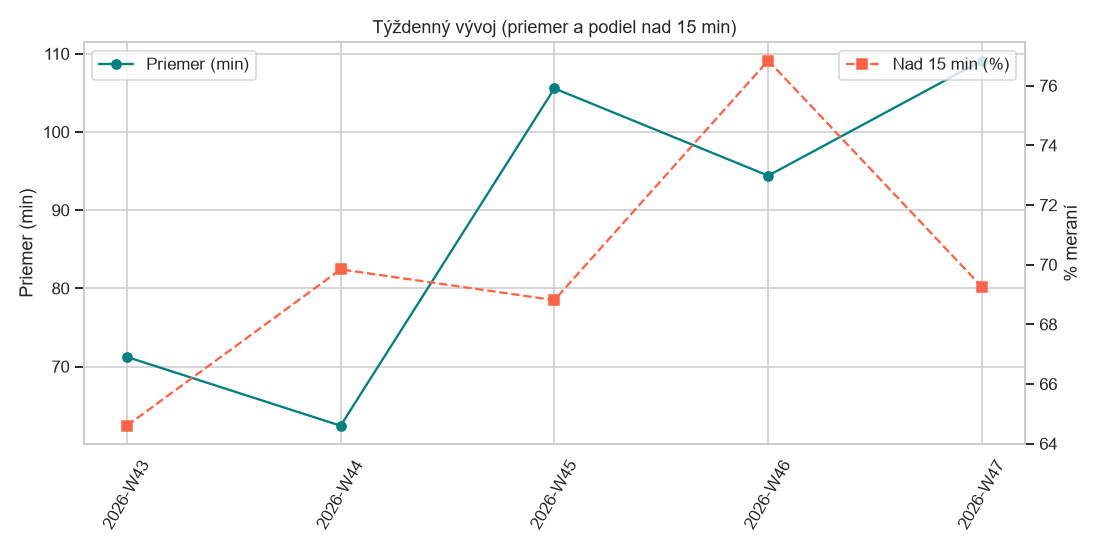 Týždenný vývoj (priemer a podiel nad 15 min)
Priemer (min)
Nad 15 min (%)
110
100
90
80
70
Priemer (min)
76
74
72
70
68
66
64
% meraní
2026-W43
2026-W44
2026-W45
2026-W46
2026-W47